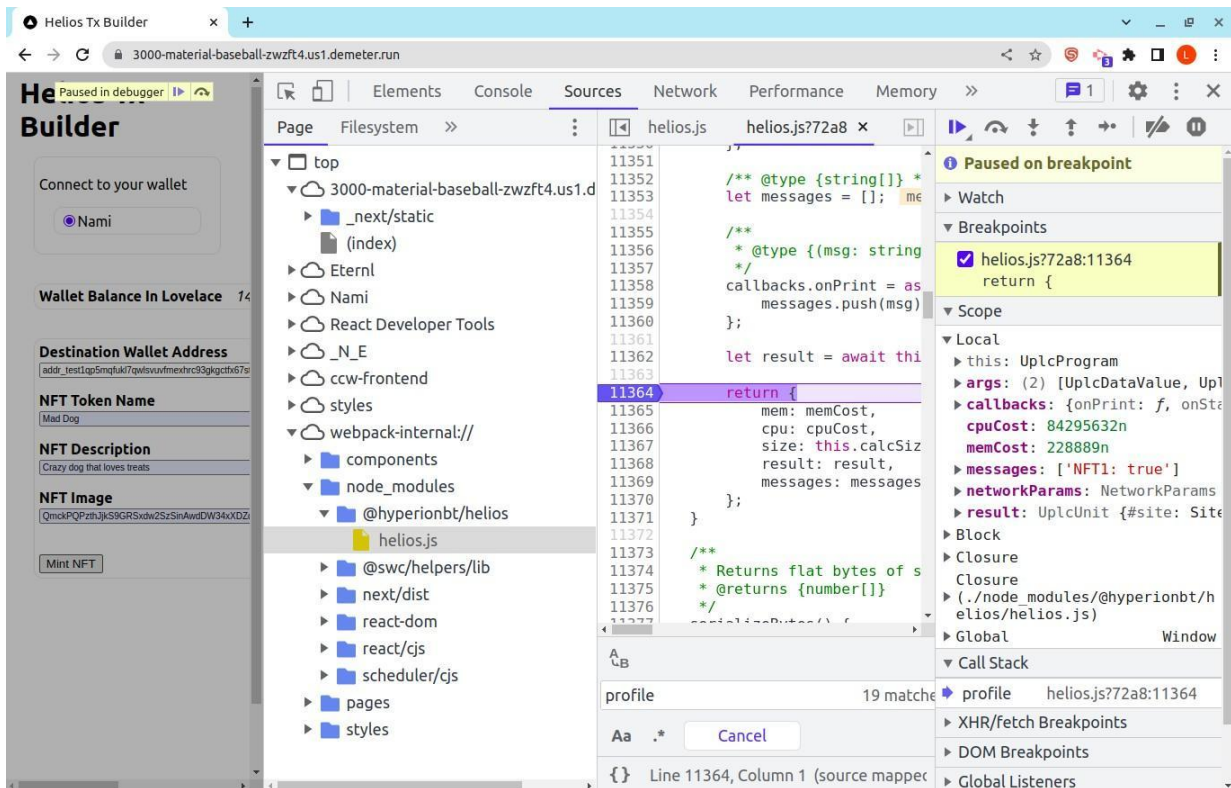 Helios Tx Builder
3000-material-baseball-zwzft4.us1.demeter.run
3
L
Paused in debugger
Builder
Connect to your wallet
Nami
Wallet Balance In Lovelace 14
Destination Wallet Address
NFT Token Name
Mad Dog
NFT Description
Crazy dog that loves treats
NFT Image
Mint NFT
Elements Console Sources Network Performance Memory » 1
Page Filesystem »
top
3000-material-baseball-zwzft4.us1.d
_next/static
(index)
Eternl
Nami
React Developer Tools
_N_E
ccw-frontend
styles
webpack-internal://
components
node_modules
@hyperionbt/helios
helios.js
@swc/helpers/lib
next/dist
react-dom
react/cjs
scheduler/cjs
pages
styles
helios.js helios.js?72a8 ×
11351
11352 /** @type {string[]} *
11353 let messages = []; me
11354
11355 /**
11356 * @type {(msg: string
11357 */
11358 callbacks.onPrint = as
11359 messages.push(msg)
11360 };
11361
11362 let result = await thi
11363
11364 return {
11365 mem: memCost,
11366 cpu: cpuCost,
11367 size: this.calcSiz
11368 result: result,
11369 messages: messages
11370 };
11371 }
11372
11373 /**
11374 * Returns flat bytes of s
11375 * @returns {number[]}
11376 */
profile 19 matche
Aa .* Cancel
{} Line 11364, Column 1 (source mapped
Paused on breakpoint
Watch
Breakpoints
helios.js?72a8:11364
return {
Scope
Local
this: UplcProgram
args: (2) [UplcDataValue, Upl
callbacks: {onPrint: ƒ, onSta
cpuCost: 84295632n
memCost: 228889n
messages: ['NFT1: true']
networkParams: NetworkParams
result: UplcUnit {#site: Site
Block
Closure
Closure
(./node_modules/@hyperionbt/h
elios/helios.js)
Global Window
Call Stack
profile helios.js?72a8:11364
XHR/fetch Breakpoints
DOM Breakpoints
Global Listeners